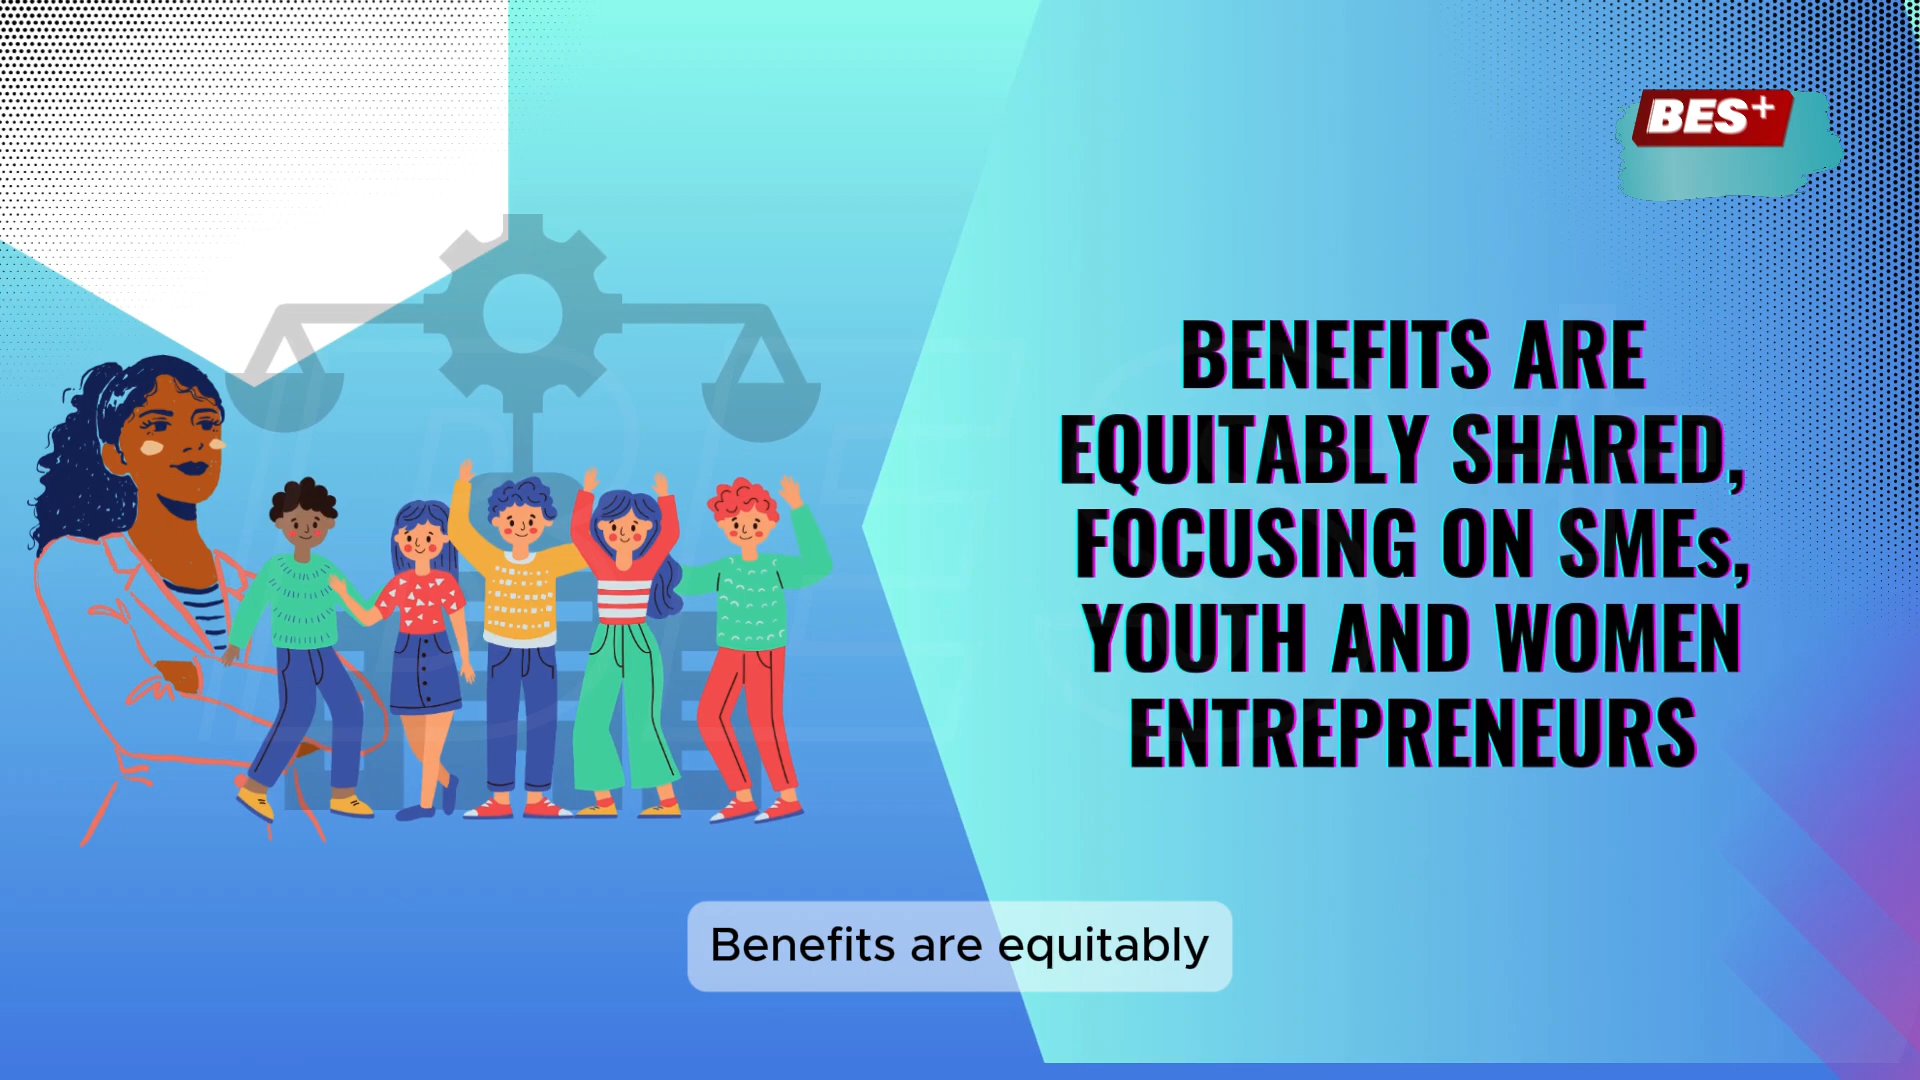 BES+
BENEFITS ARE
EQUITABLY SHARED,
FOCUSING ON SMEs,
YOUTH AND WOMEN
ENTREPRENEURS
Benefits are equitably